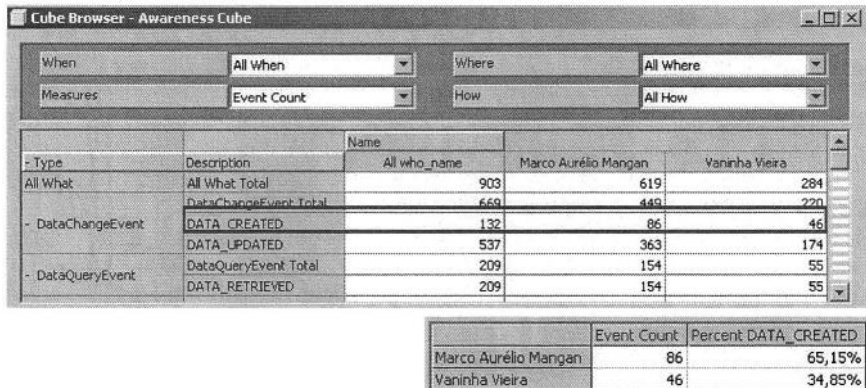 Cube Browser - Awareness Cube
When All When Where All Where
Measures Event Count How All How
Name
- Type Description All who_name Marco Aurélio Mangan Vaninha Vieira
All What All What Total 903 619 284
DataChangeEvent Total 669 449 220
- DataChangeEvent DATA_CREATED 132 86 46
DATA_UPDATED 537 363 174
- DataQueryEvent DataQueryEvent Total 209 154 55
DATA_RETRIEVED 209 154 55
Event Count Percent DATA_CREATED
Marco Aurélio Mangan 86 65,15%
Vaninha Vieira 46 34,85%